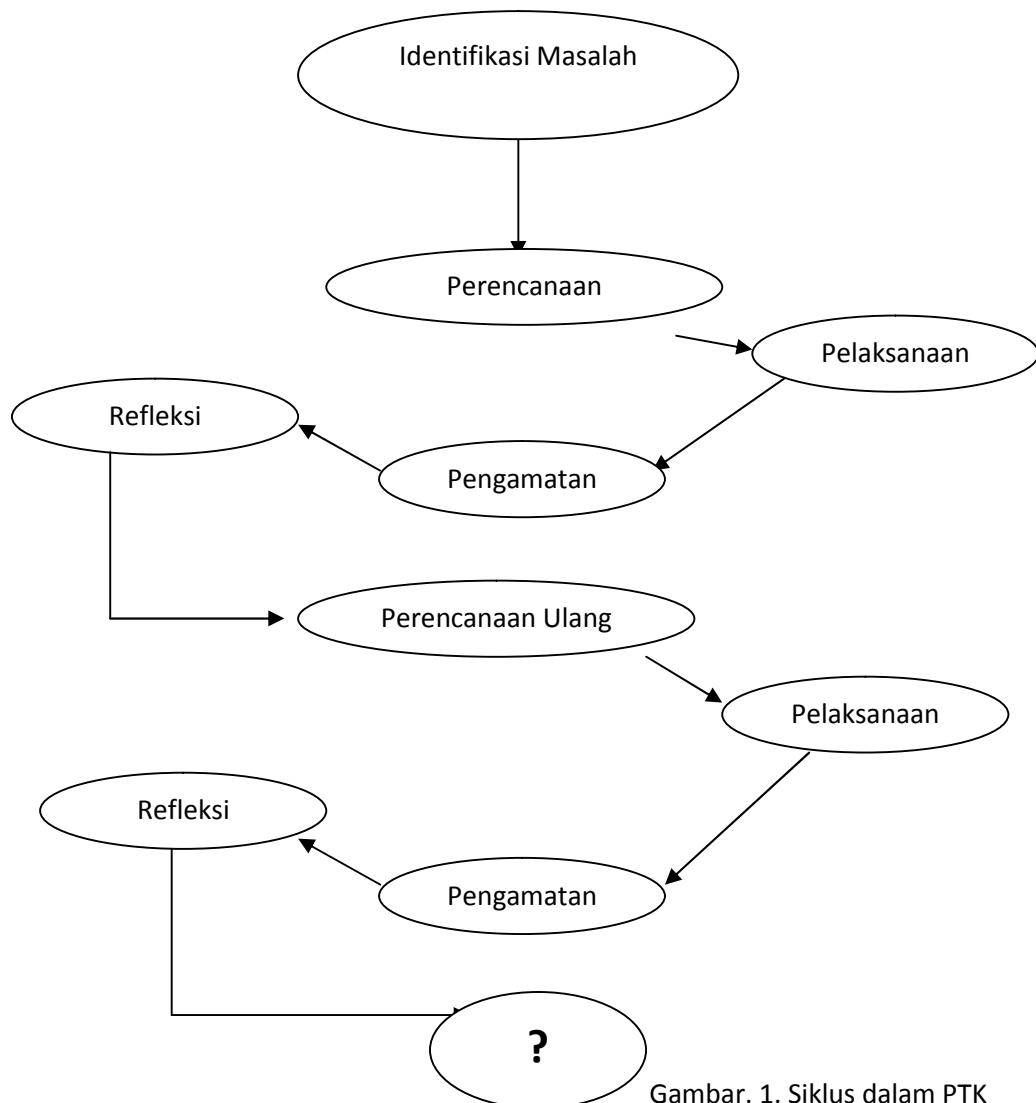 Identifikasi Masalah
Perencanaan
Pelaksanaan
Refleksi
Pengamatan
Perencanaan Ulang
Pelaksanaan
Refleksi
Pengamatan
?
Gambar. 1. Siklus dalam PTK